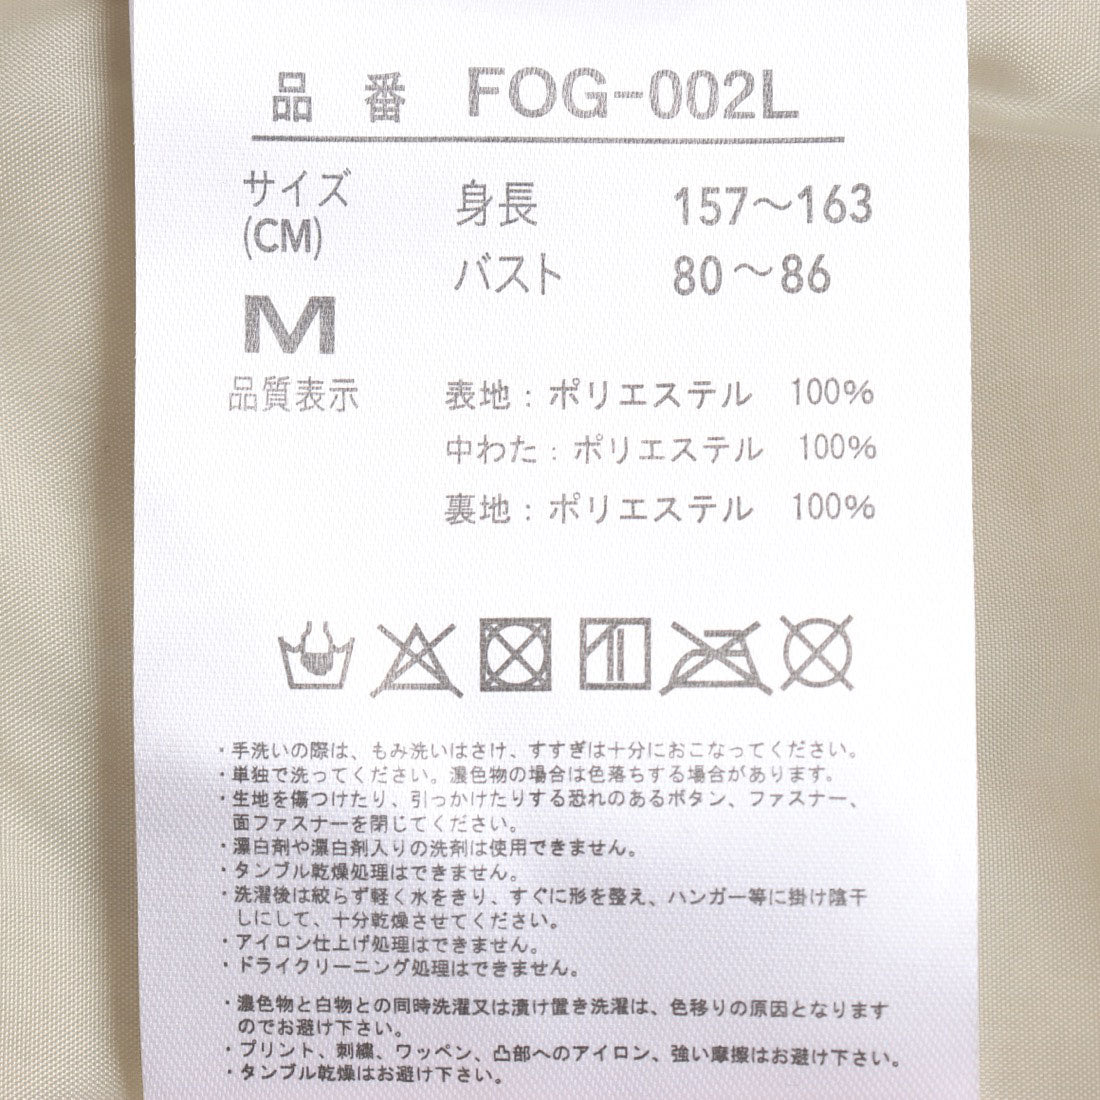 品 番 FOG-002L
サイズ 身長 157～163
(CM)
バスト 80～86
M
品質表示 表地：ポリエステル 100%
中わた：ポリエステル 100%
裏地：ポリエステル 100%
・手洗いの際は、もみ洗いはさけ、すすぎは十分におこなってください。
・単独で洗ってください。濃色物の場合は色落ちする場合があります。
・生地を傷つけたり、引っかけたりする恐れのあるボタン、ファスナー、
面ファスナーを閉じてください。
・漂白剤や漂白剤入りの洗剤は使用できません。
・タンブル乾燥処理はできません。
・洗濯後は絞らず軽く水をきり、すぐに形を整え、ハンガー等に掛け陰干
しにして、十分乾燥させてください。
・アイロン仕上げ処理はできません。
・ドライクリーニング処理はできません。
・濃色物と白物との同時洗濯又は漬け置き洗濯は、色移りの原因となります
のでお避け下さい。
・プリント、刺繍、ワッペン、凸部へのアイロン、強い摩擦はお避け下さい。
・タンブル乾燥はお避け下さい。